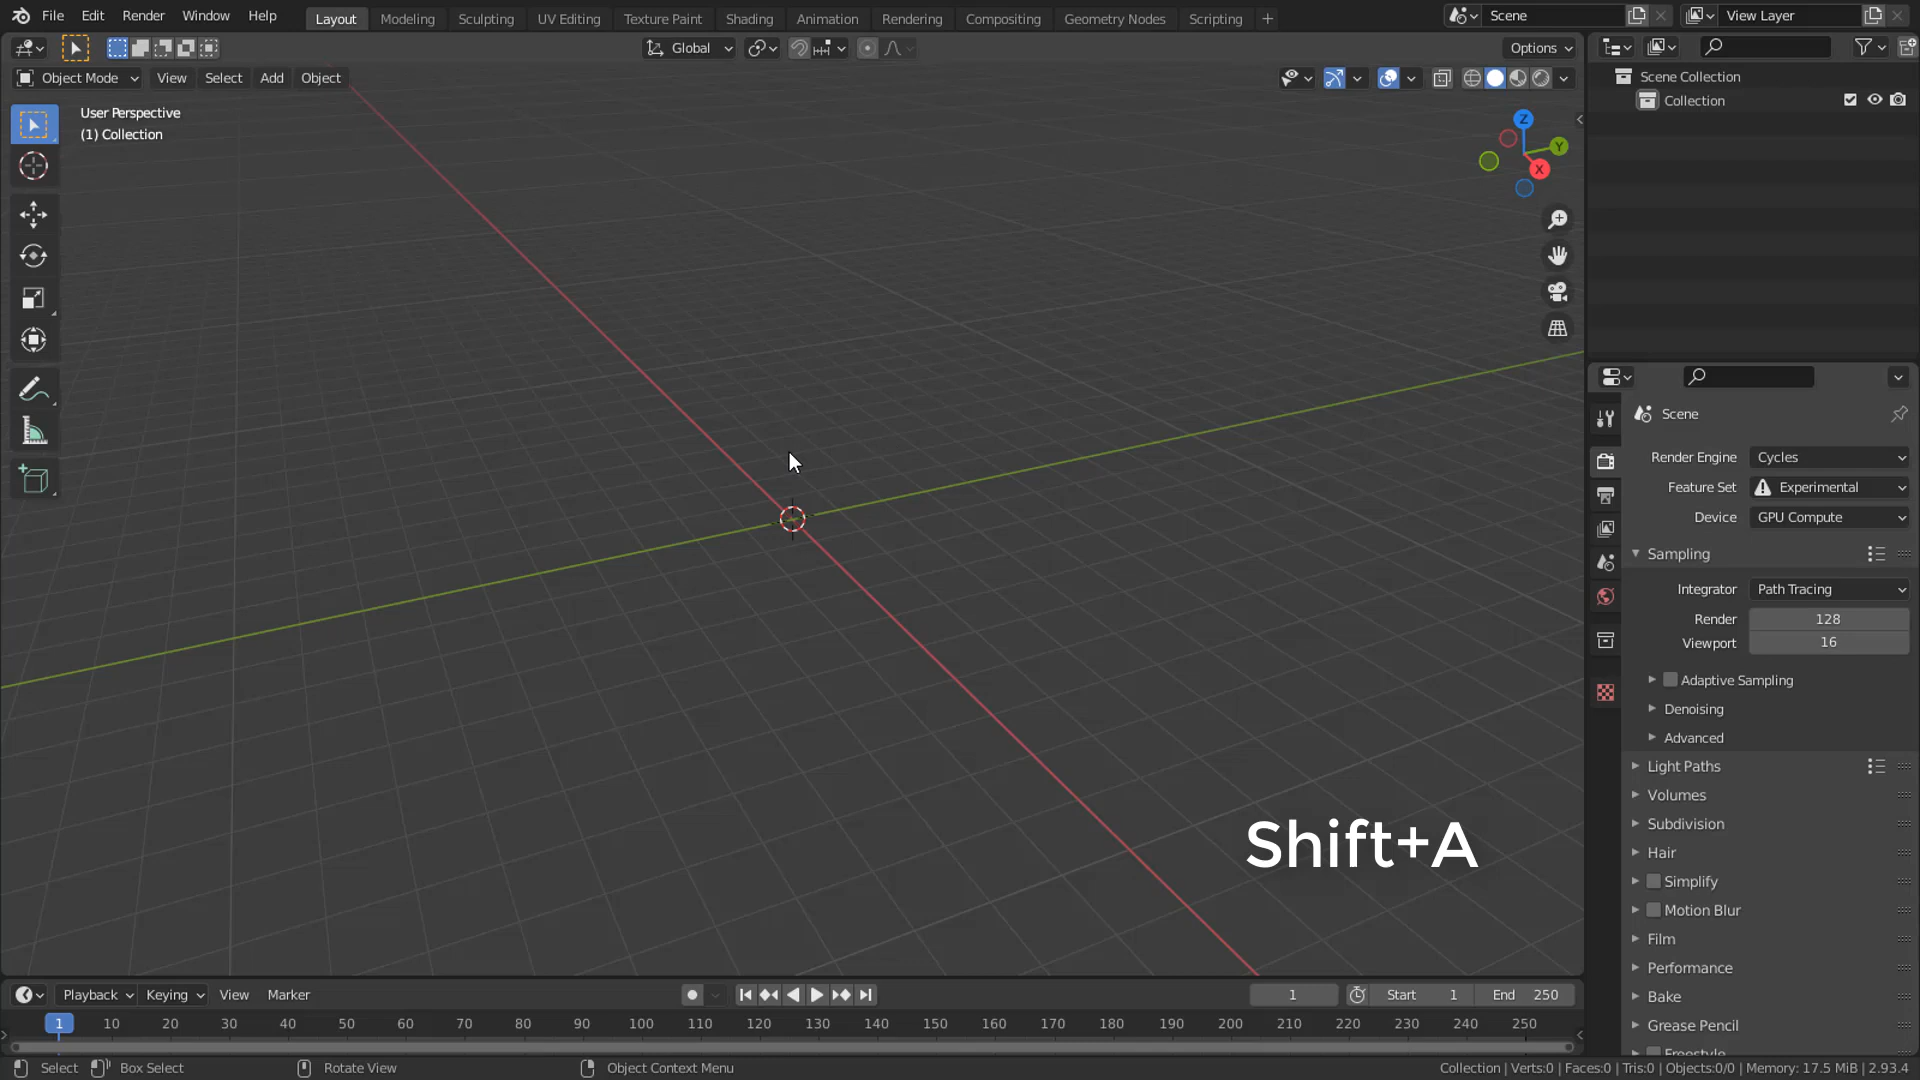 File Edit Render Window Help Layout Modeling Sculpting UV Editing Texture Paint Shading Animation Rendering Compositing Geometry Nodes Scripting + Scene View Layer
Global Options
Object Mode View Select Add Object
User Perspective
(1) Collection
Z
Y
X
Scene Collection
Collection
Scene
Render Engine Cycles
Feature Set Experimental
Device GPU Compute
Sampling
Integrator Path Tracing
Render 128
Viewport 16
Adaptive Sampling
Denoising
Advanced
Light Paths
Volumes
Subdivision
Hair
Simplify
Motion Blur
Film
Performance
Bake
Grease Pencil
Freestyle
Shift+A
Playback Keying View Marker 1 Start 1 End 250
1 10 20 30 40 50 60 70 80 90 100 110 120 130 140 150 160 170 180 190 200 210 220 230 240 250
Select Box Select Rotate View Object Context Menu Collection | Verts:0 | Faces:0 | Tris:0 | Objects:0/0 | Memory: 17.5 MiB | 2.93.4